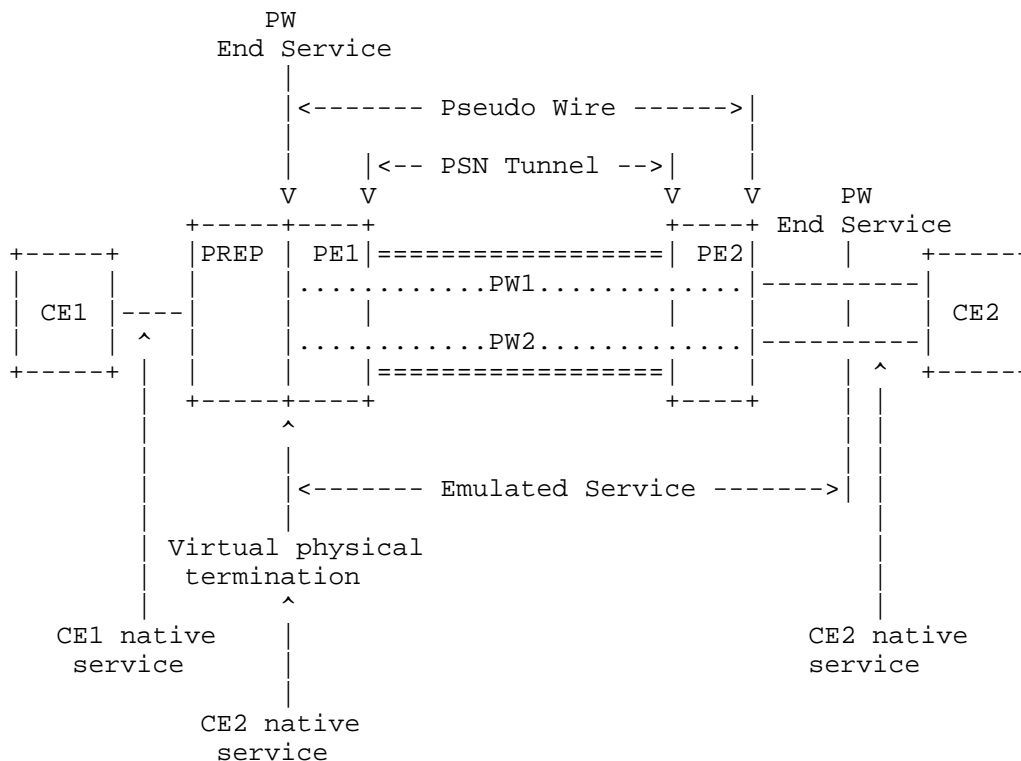 PW
End Service
|
|<------- Pseudo Wire ------>|
|                            |
|    |<-- PSN Tunnel -->|    |
V    V                  V    V     PW
+-----+----+                  +----+ End Service
+-----+    |PREP | PE1|==================| PE2|     |    +-----
|     |    |     |............PW1.............|----------|
| CE1 |----|     |    |                  |    |     |    | CE2
|     | ^  |     |............PW2.............|----------|
+-----+ |  |     |    |==================|    |     | ^  +-----
|  +-----+----+                  +----+     | |
|        ^                                  | |
|        |                                  | |
|        |<------- Emulated Service ------->| |
|        |                                    |
| Virtual physical                            |
|  termination                                |
|        ^                                    |
CE1 native     |                           CE2 native
service      |                           service
|
CE2 native
service